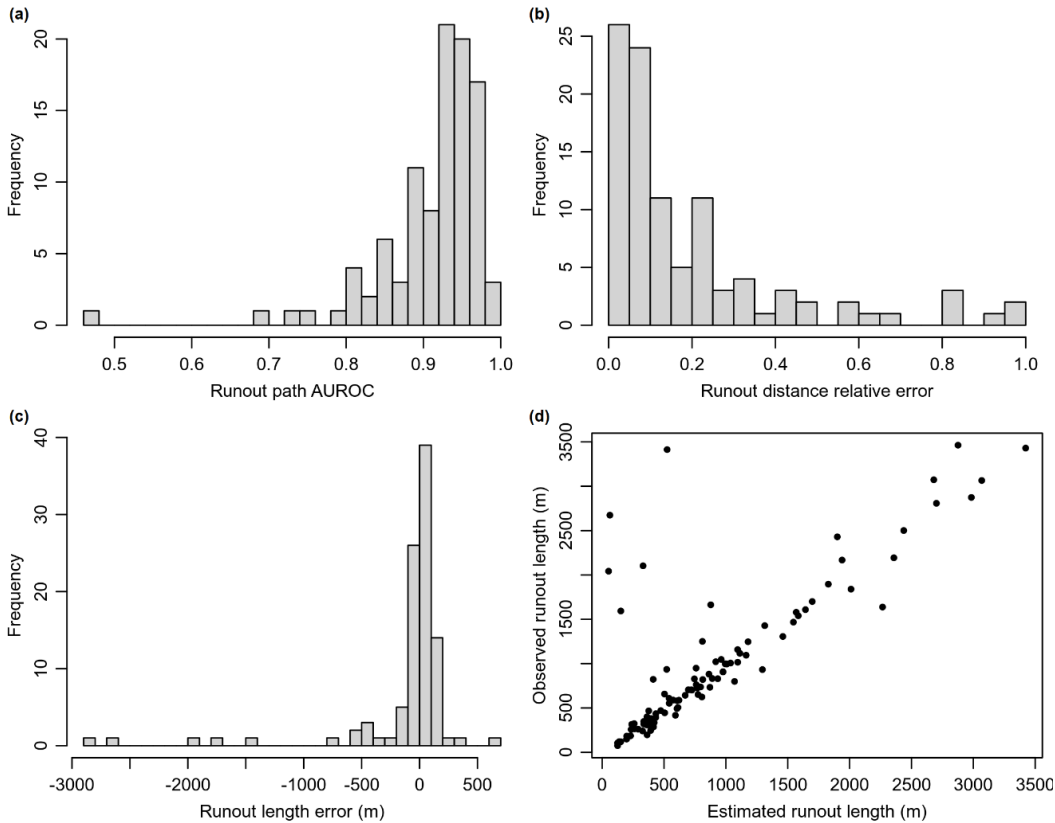 (a)
Frequency
0 5 10 15 20
0.5 0.6 0.7 0.8 0.9 1.0
Runout path AUROC
(b)
Frequency
0 5 10 15 20 25
0.0 0.2 0.4 0.6 0.8 1.0
Runout distance relative error
(c)
Frequency
0 10 20 30 40
-3000 -2000 -1000 -500 0 500
Runout length error (m)
(d)
Observed runout length (m)
0 500 1500 2500 3500
0 500 1000 1500 2000 2500 3000 3500
Estimated runout length (m)